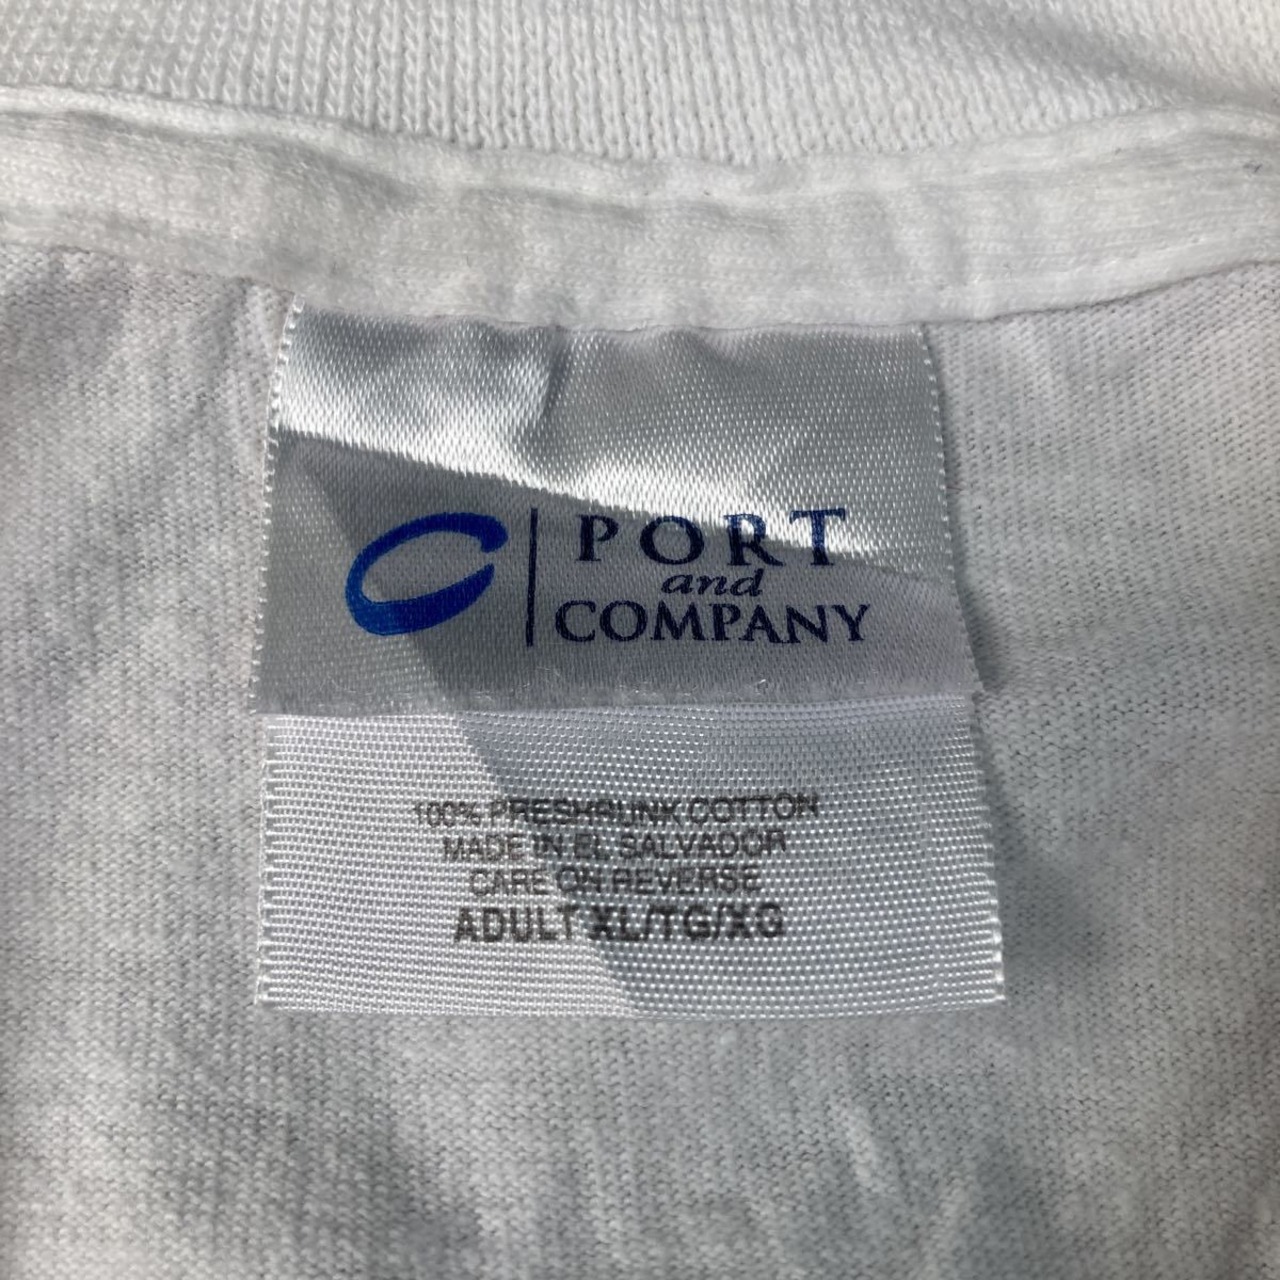 PORT
and
COMPANY
100% PRESHRUNK COTTON
MADE IN EL SALVADOR
CARE ON REVERSE
ADULT XL/TG/XG